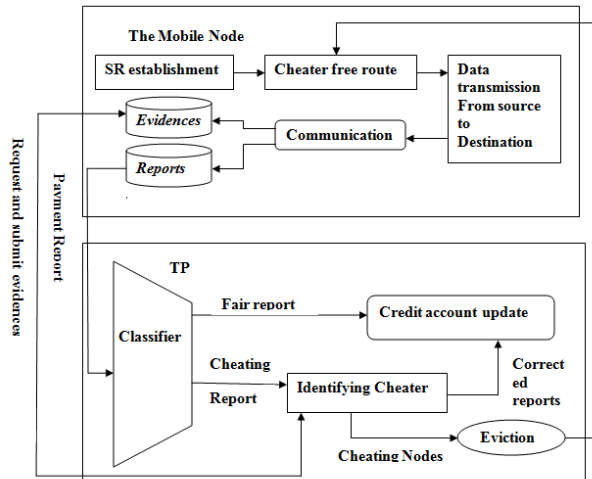 The Mobile Node
SR establishment
Cheater free route
Data
transmission
From source
to
Destination
Evidences
Communication
Reports
Request and submit evidences
Payment Report
TP
Classifier
Fair report
Credit account update
Cheating
Report
Identifying Cheater
Correct
ed
reports
Cheating Nodes
Eviction